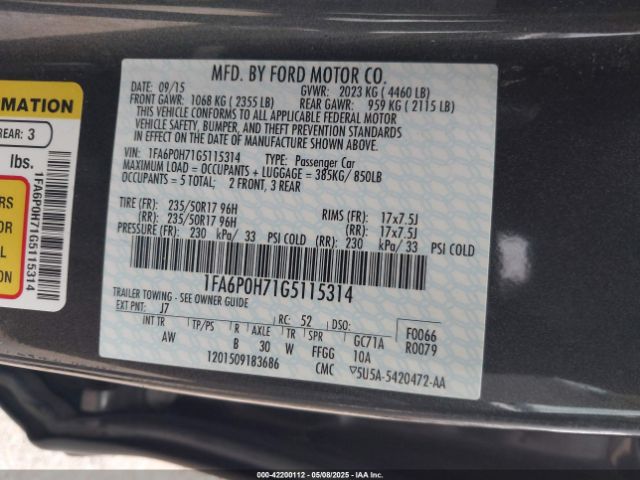 ORMATION
REAR: 3
lbs.
RS
D
1FA6P0H71G5115314
MFD. BY FORD MOTOR CO.
DATE: 09/15 GVWR: 2023 KG ( 4460 LB)
FRONT GAWR: 1068 KG ( 2355 LB) REAR GAWR: 959 KG ( 2115 LB)
THIS VEHICLE CONFORMS TO ALL APPLICABLE FEDERAL MOTOR
VEHICLE SAFETY, BUMPER, AND THEFT PREVENTION STANDARDS
IN EFFECT ON THE DATE OF MANUFACTURE SHOWN ABOVE.
VIN: 1FA6P0H71G5115314 TYPE: Passenger Car
MAXIMUM LOAD = OCCUPANTS + LUGGAGE = 385KG/ 850LB
OCCUPANTS = 5 TOTAL: 2 FRONT, 3 REAR
TIRE (FR): 235/50R17 96H RIMS (FR): 17x7.5J
(RR): 235/50R17 96H (RR): 17x7.5J
PRESSURE (FR): 230 kPa/ 33 PSI COLD (RR): 230 kPa/ 33 PSI COLD
1FA6P0H71G5115314
TRAILER TOWING - SEE OWNER GUIDE
EXT PNT: J7 RC: 52 DSO: F0066
INT TR TP/PS R AXLE TR SPR GC71A R0079
AW B 30 W FFGG 10A
1201509183686 CMC ▽5U5A-5420472-AA
000-42200112 - 05/08/2025 - IAA, Inc.